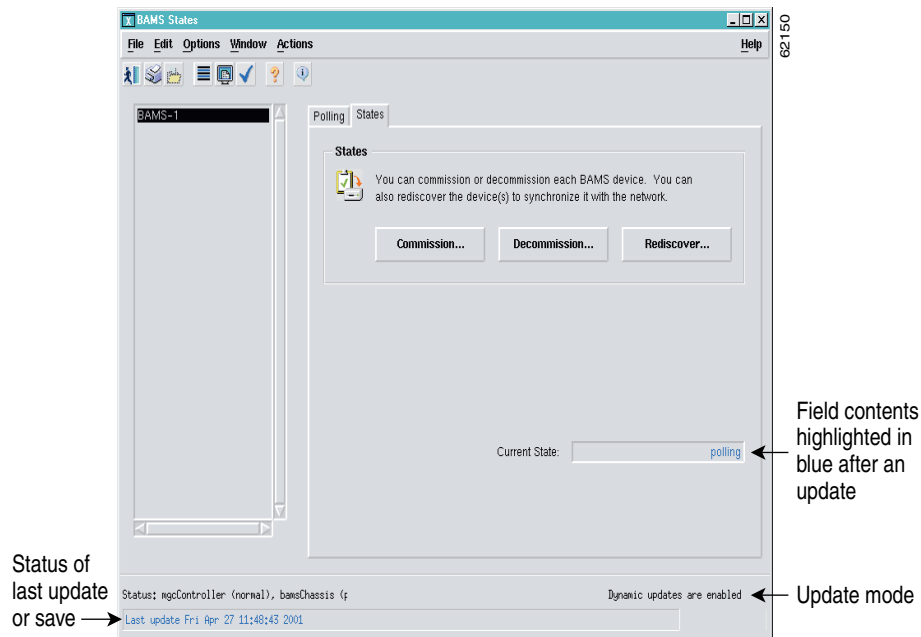 BAMS States
File Edit Options Window Actions Help
62150
BAMS-1
Polling States
States
You can commission or decommission each BAMS device. You can
also rediscover the device(s) to synchronize it with the network.
Commission... Decommission... Rediscover...
Current State: polling
Field contents
highlighted in
blue after an
update
Status of
last update
or save
Status: mgcController (normal), bamsChassis (p
Dynamic updates are enabled
Update mode
Last update Fri Apr 27 11:48:43 2001